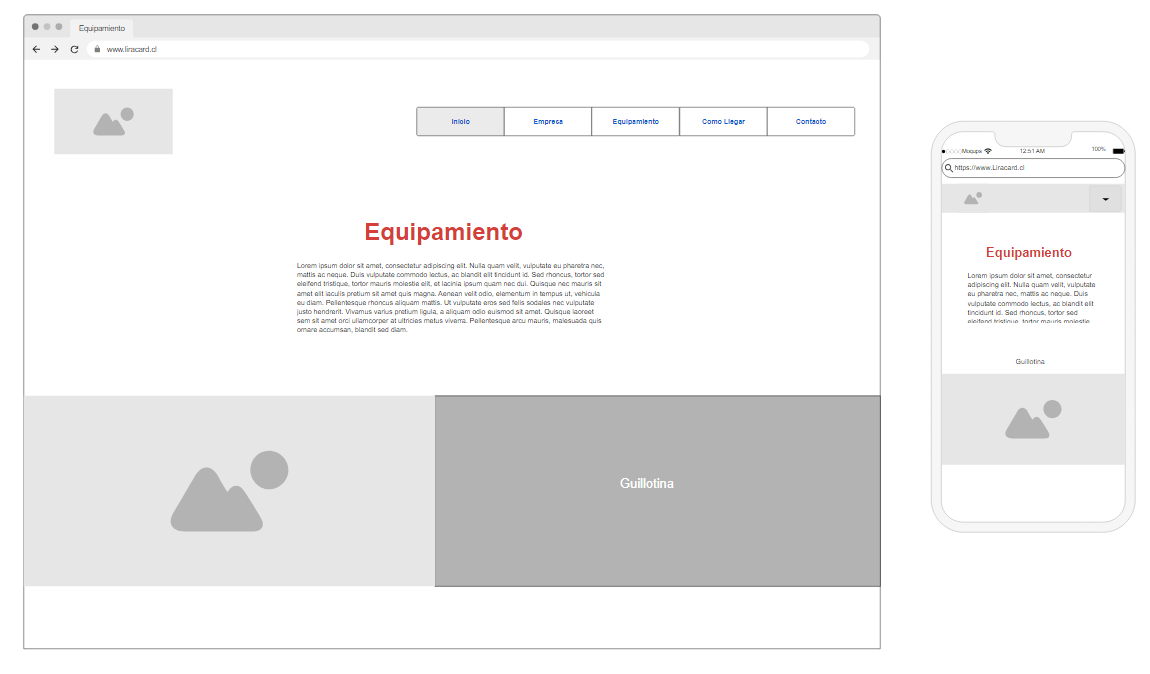 Equipamiento
www.liracard.cl
Inicio
Empresa
Equipamiento
Como Llegar
Contacto
Equipamiento
Lorem ipsum dolor sit amet, consectetur adipiscing elit. Nulla quam velit, vulputate eu pharetra nec,
mattis ac neque. Duis vulputate commodo lectus, ac blandit elit tincidunt id. Sed rhoncus, tortor sed
eleifend tristique, tortor mauris molestie elit, et lacinia ipsum quam nec dui. Quisque nec mauris sit
amet elit iaculis pretium sit amet quis magna. Aenean velit odio, elementum in tempus ut, vehicula
eu diam. Pellentesque rhoncus aliquam mattis. Ut vulputate eros sed felis sodales nec vulputate
justo hendrerit. Vivamus varius pretium ligula, a aliquam odio euismod sit amet. Quisque laoreet
sem sit amet orci ullamcorper at ultricies metus viverra. Pellentesque arcu mauris, malesuada quis
ornare accumsan, blandit sed diam.
Guillotina
Moqups
12:51 AM
100%
https://www.Liracard.cl
Equipamiento
Lorem ipsum dolor sit amet, consectetur
adipiscing elit. Nulla quam velit, vulputate
eu pharetra nec, mattis ac neque. Duis
vulputate commodo lectus, ac blandit elit
tincidunt id. Sed rhoncus, tortor sed
eleifend tristique, tortor mauris molestie
Guillotina